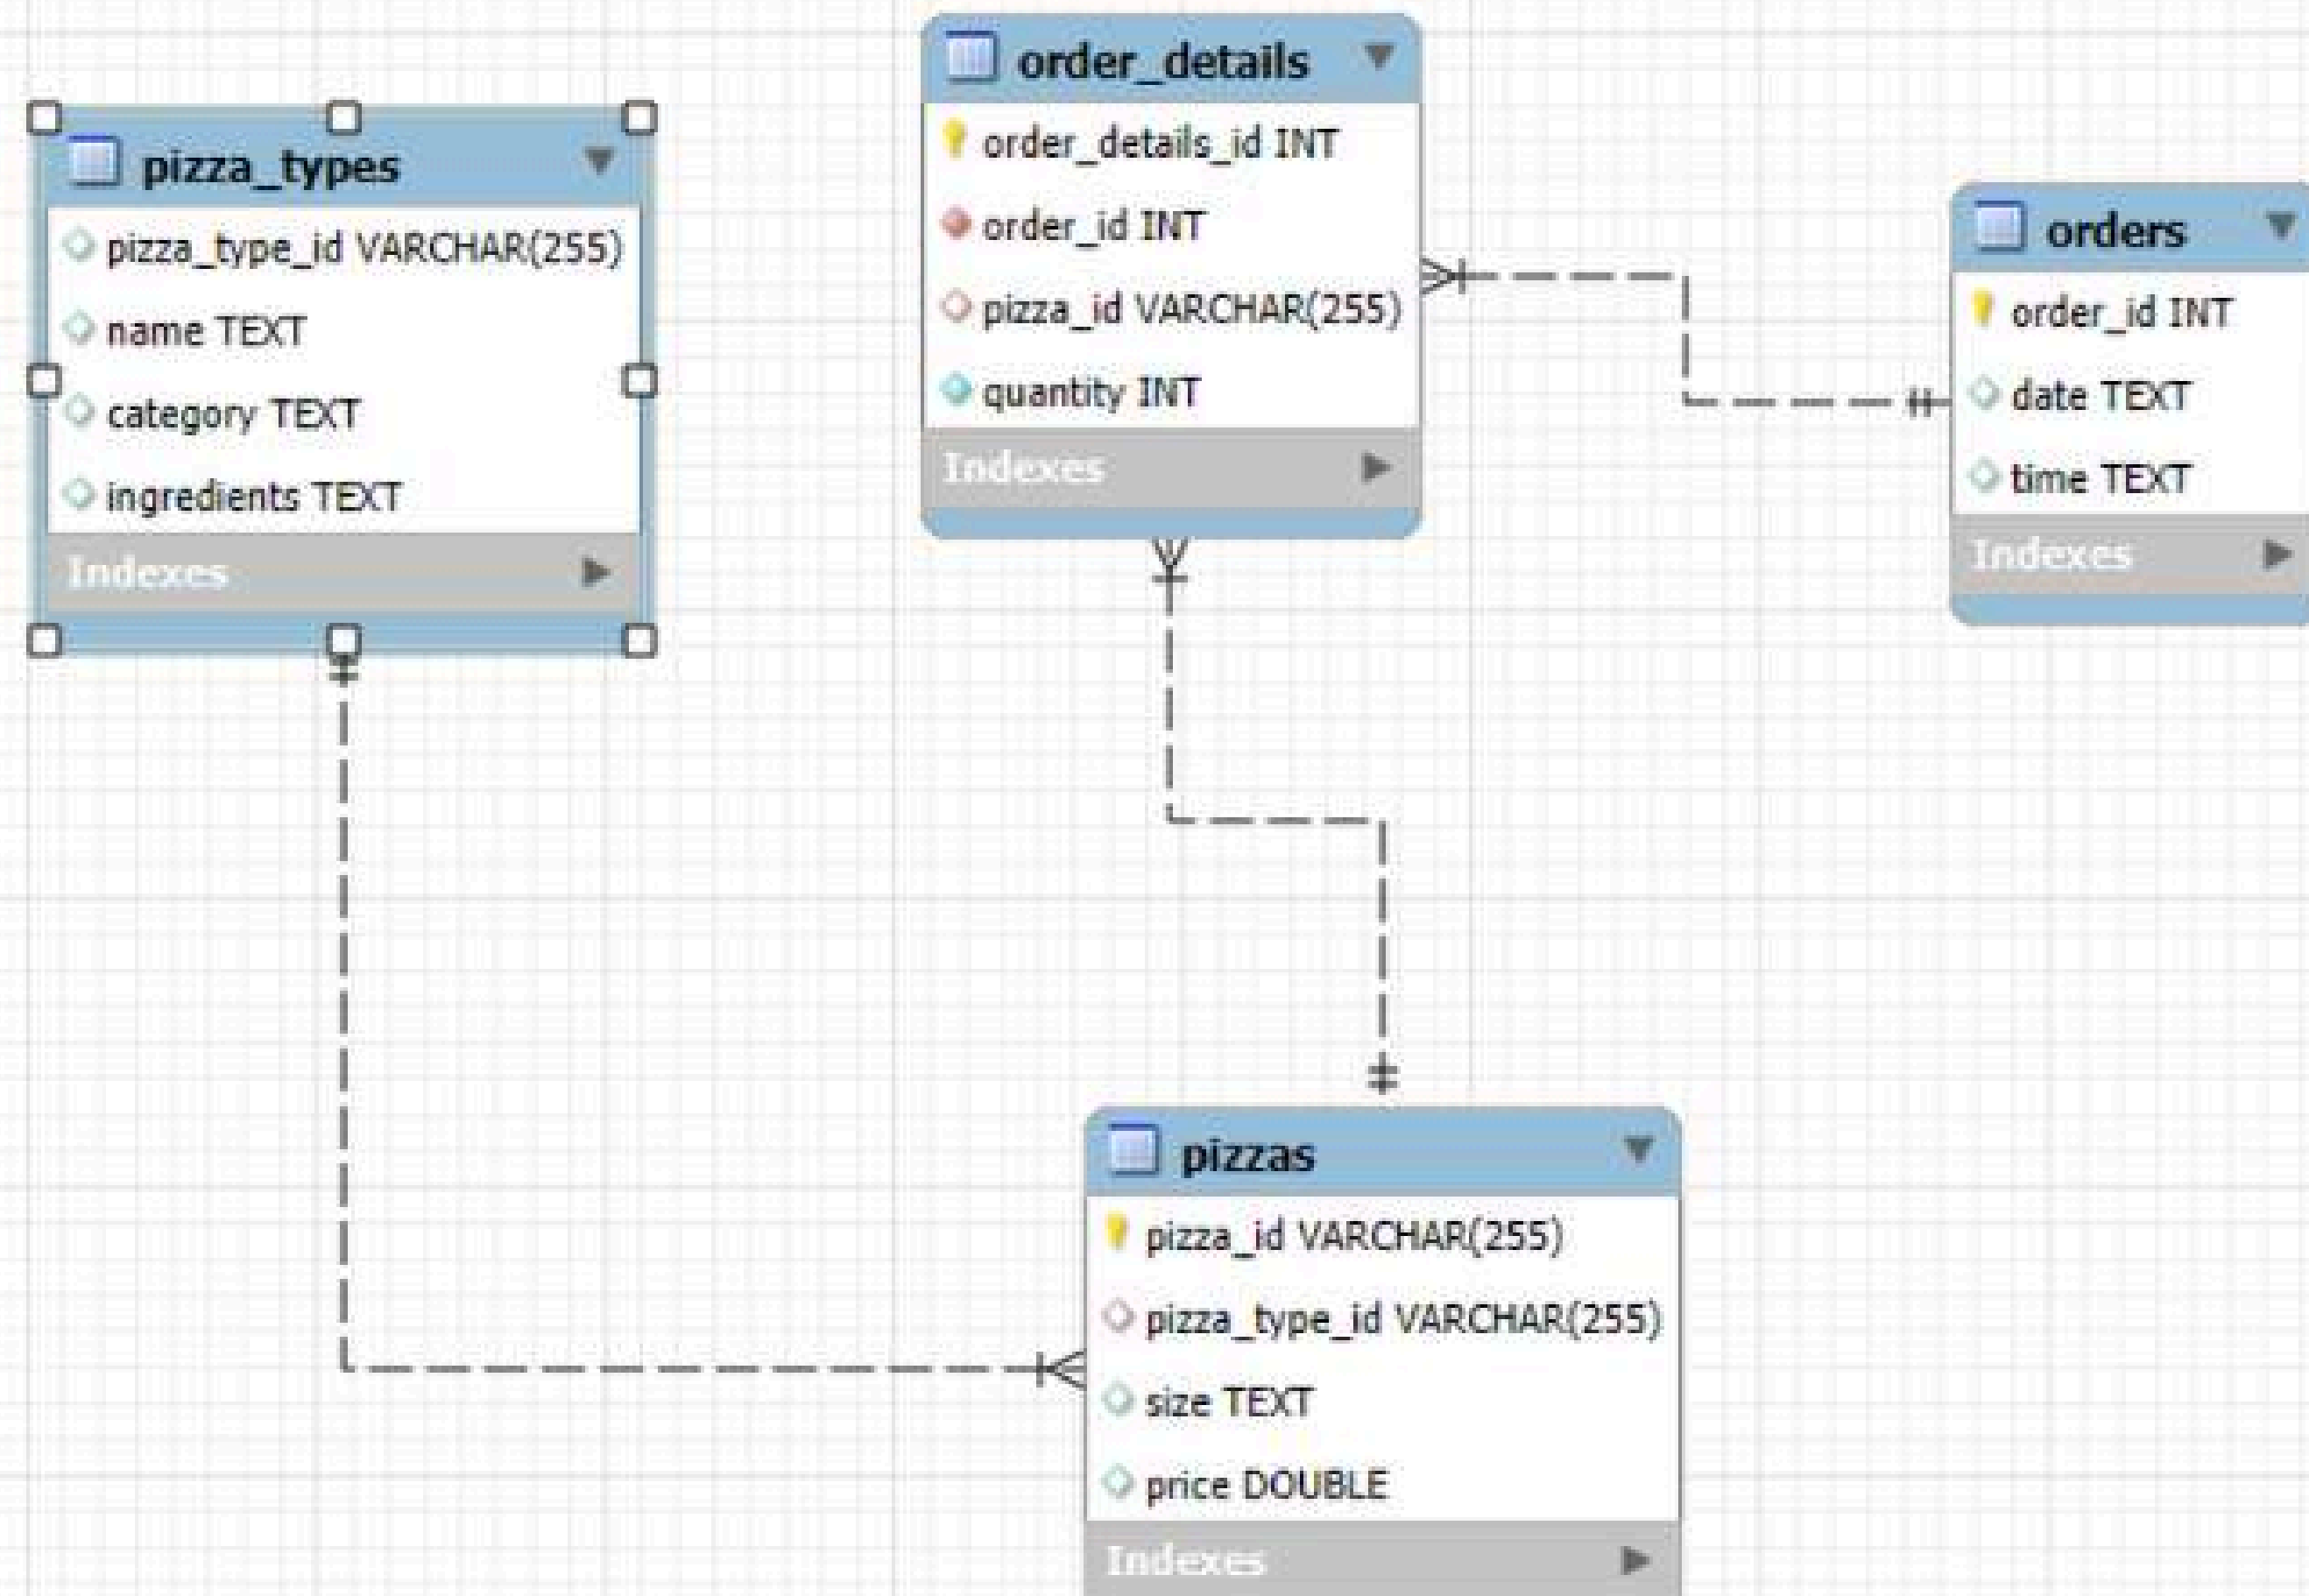 pizza_types
pizza_type_id VARCHAR(255)
name TEXT
category TEXT
ingredients TEXT
Indexes
order_details
order_details_id INT
order_id INT
pizza_id VARCHAR(255)
quantity INT
Indexes
orders
order_id INT
date TEXT
time TEXT
Indexes
pizzas
pizza_id VARCHAR(255)
pizza_type_id VARCHAR(255)
size TEXT
price DOUBLE
Indexes